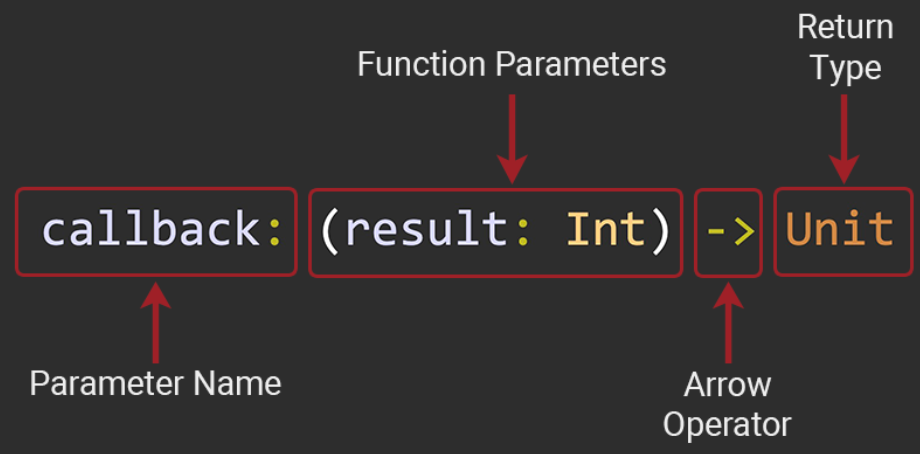 Return
Type
Function Parameters
callback: (result: Int) -> Unit
Parameter Name
Arrow
Operator